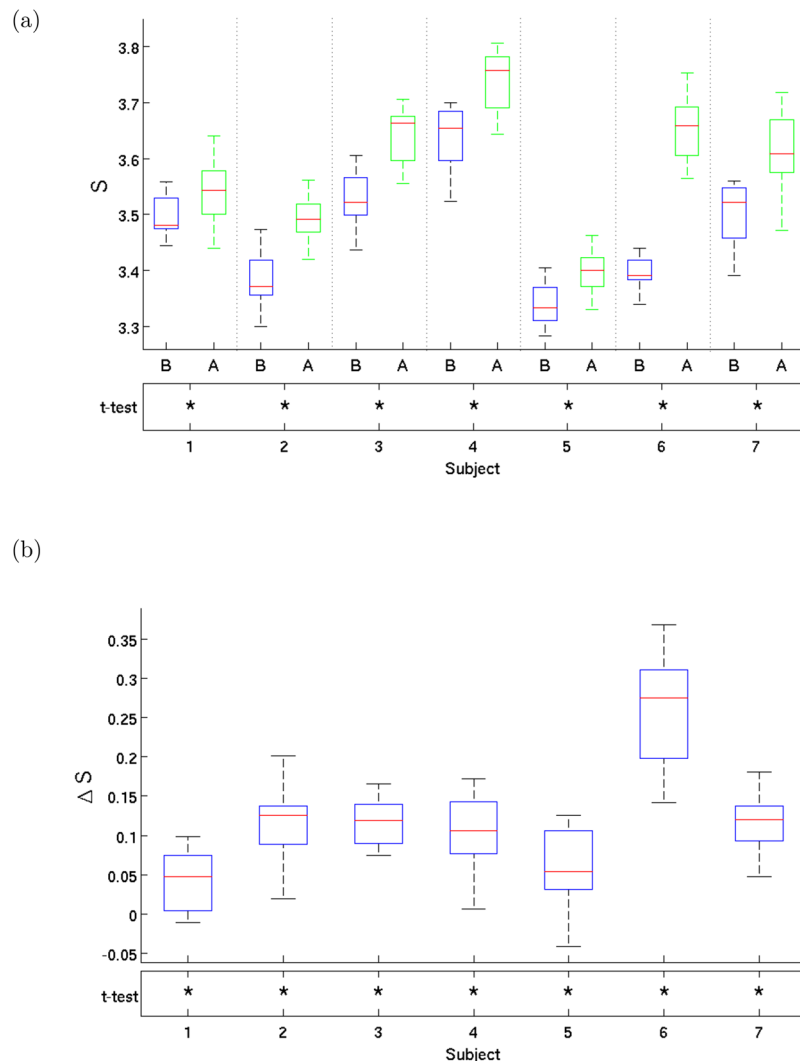 (a)
S
3.8
3.7
3.6
3.5
3.4
3.3
B A B A B A B A B A B A B A
t-test * * * * * * *
1 2 3 4 5 6 7
Subject
(b)
Δ S
0.35
0.3
0.25
0.2
0.15
0.1
0.05
0
-0.05
t-test * * * * * * *
1 2 3 4 5 6 7
Subject